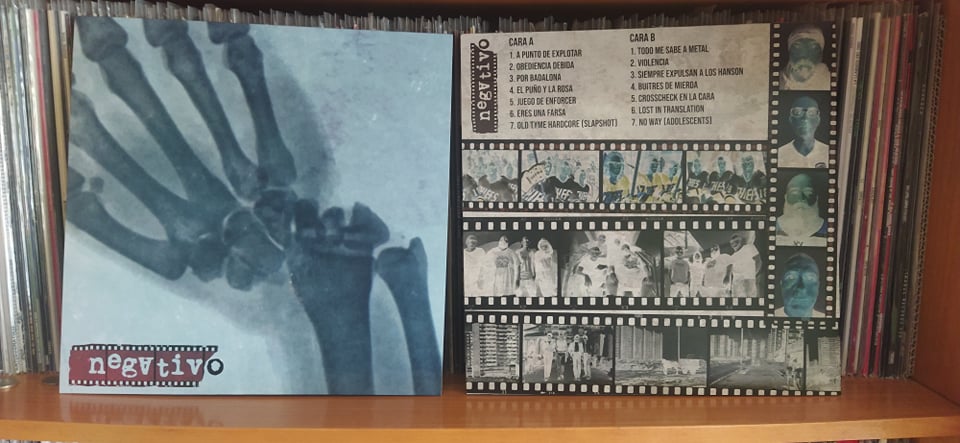 negativo
negativo
CARA A
1. A PUNTO DE EXPLOTAR
2. OBEDIENCIA DEBIDA
3. POR BADALONA
4. EL PUÑO Y LA ROSA
5. JUEGO DE ENFORCER
6. ERES UNA FARSA
7. OLD TYME HARDCORE (SLAPSHOT)
CARA B
1. TODO ME SABE A METAL
2. VIOLENCIA
3. SIEMPRE EXPULSAN A LOS HANSON
4. BUITRES DE MIERDA
5. CROSSCHECK EN LA CARA
6. LOST IN TRANSLATION
7. NO WAY (ADOLESCENTS)